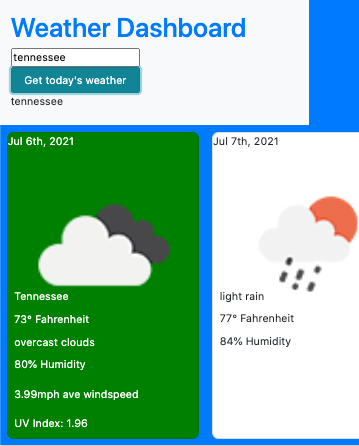 Weather Dashboard
tennessee
Get today's weather
tennessee
Jul 6th, 2021
Tennessee
73° Fahrenheit
overcast clouds
80% Humidity
3.99mph ave windspeed
UV Index: 1.96
Jul 7th, 2021
light rain
77° Fahrenheit
84% Humidity